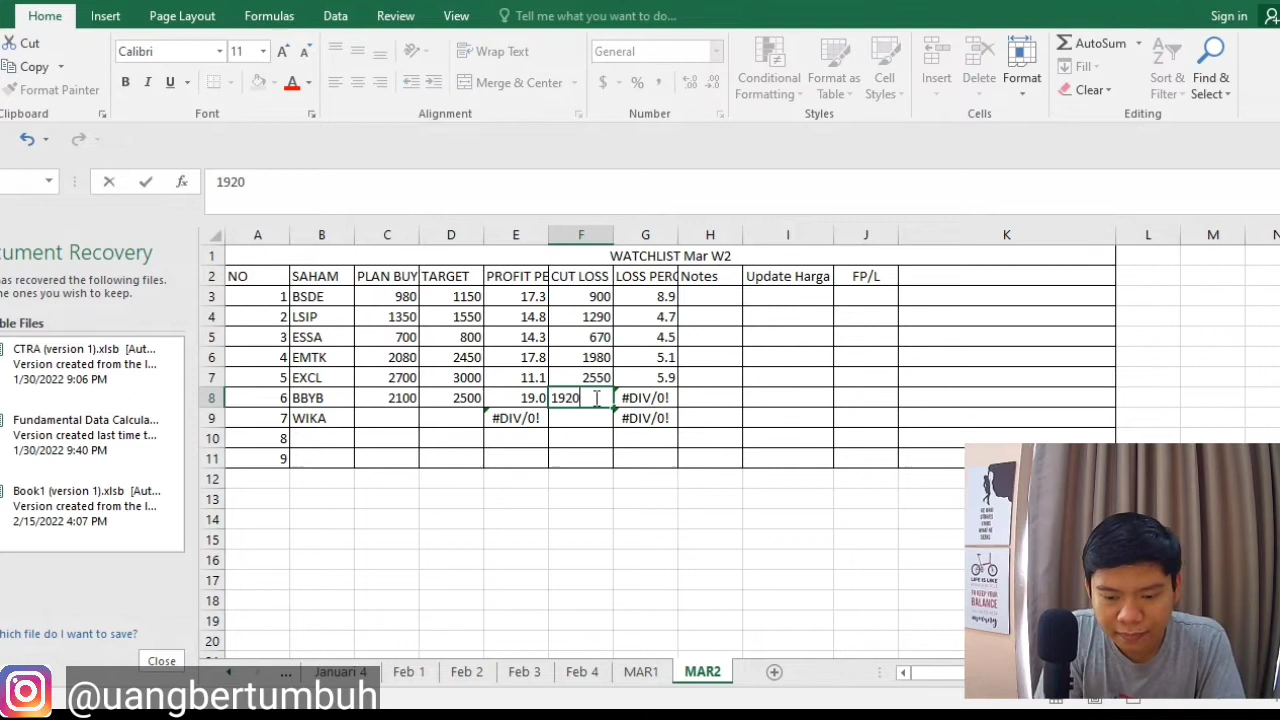 Home Insert Page Layout Formulas Data Review View Tell me what you want to do... Sign in
Cut
Copy
Format Painter
Clipboard
Calibri 11
B I U
Font
Wrap Text
Merge & Center
Alignment
General
$ %
Number
Conditional Formatting
Format as Table
Cell Styles
Styles
Insert
Delete
Format
Cells
AutoSum
Fill
Clear
Sort & Filter
Find & Select
Editing
fx 1920
cument Recovery
has recovered the following files.
e the ones you wish to keep.
ble Files
CTRA (version 1).xlsb [Aut...
Version created from the l...
1/30/2022 9:06 PM
Fundamental Data Calcula...
Version created last time t...
1/30/2022 9:40 PM
Book1 (version 1).xlsb [Aut...
Version created from the l...
2/15/2022 4:07 PM
hich file do I want to save?
Close
A B C D E F G H I J K L M N
1 WATCHLIST Mar W2
2 NO SAHAM PLAN BUY TARGET PROFIT PE CUT LOSS LOSS PERC Notes Update Harga FP/L
3 1 BSDE 980 1150 17.3 900 8.9
4 2 LSIP 1350 1550 14.8 1290 4.7
5 3 ESSA 700 800 14.3 670 4.5
6 4 EMTK 2080 2450 17.8 1980 5.1
7 5 EXCL 2700 3000 11.1 2550 5.9
8 6 BBYB 2100 2500 19.0 1920 #DIV/0!
9 7 WIKA #DIV/0! #DIV/0!
10 8
11 9
12
13
14
15
16
17
18
19
20
... Januari 4 Feb 1 Feb 2 Feb 3 Feb 4 MAR1 MAR2
@uangbertumbuh
LIFE IS LIKE
TO KEEP YOUR
BALANCE